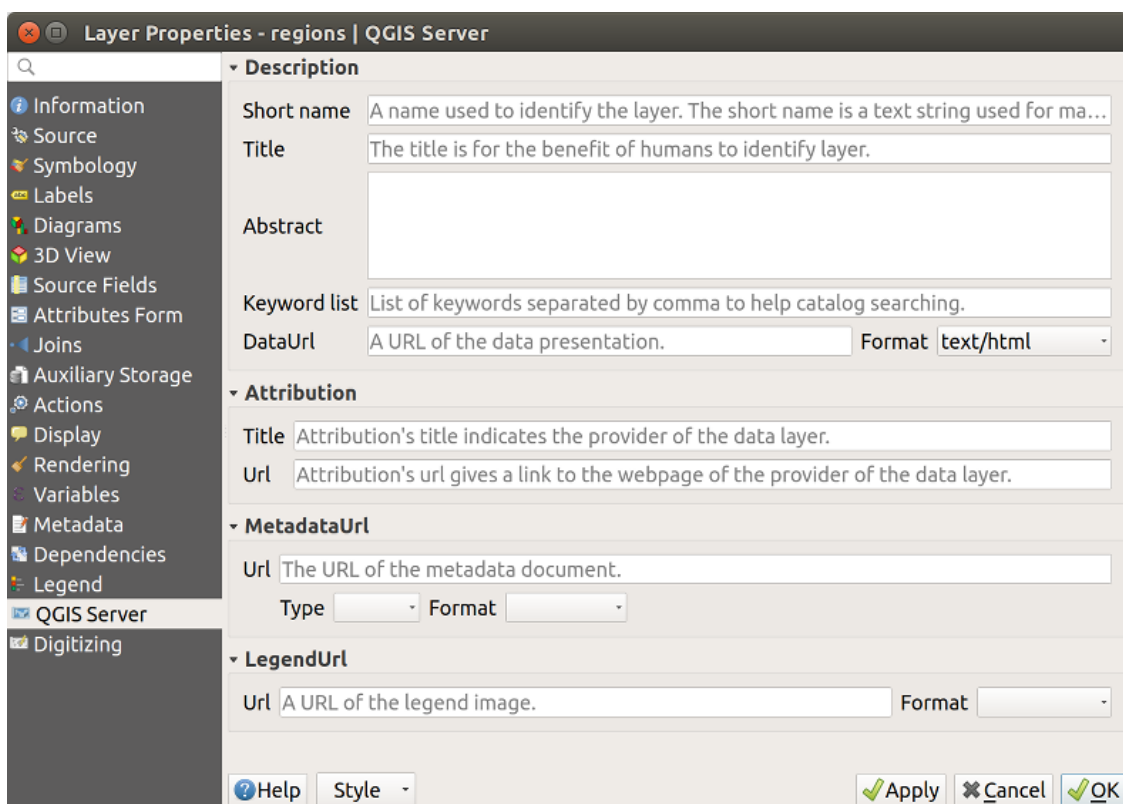 Layer Properties - regions | QGIS Server
Information
Source
Symbology
Labels
Diagrams
3D View
Source Fields
Attributes Form
Joins
Auxiliary Storage
Actions
Display
Rendering
Variables
Metadata
Dependencies
Legend
QGIS Server
Digitizing
Description
Short name A name used to identify the layer. The short name is a text string used for ma...
Title The title is for the benefit of humans to identify layer.
Abstract
Keyword list List of keywords separated by comma to help catalog searching.
DataUrl A URL of the data presentation. Format text/html
Attribution
Title Attribution's title indicates the provider of the data layer.
Url Attribution's url gives a link to the webpage of the provider of the data layer.
MetadataUrl
Url The URL of the metadata document.
Type Format
LegendUrl
Url A URL of the legend image. Format
Help Style Apply Cancel OK